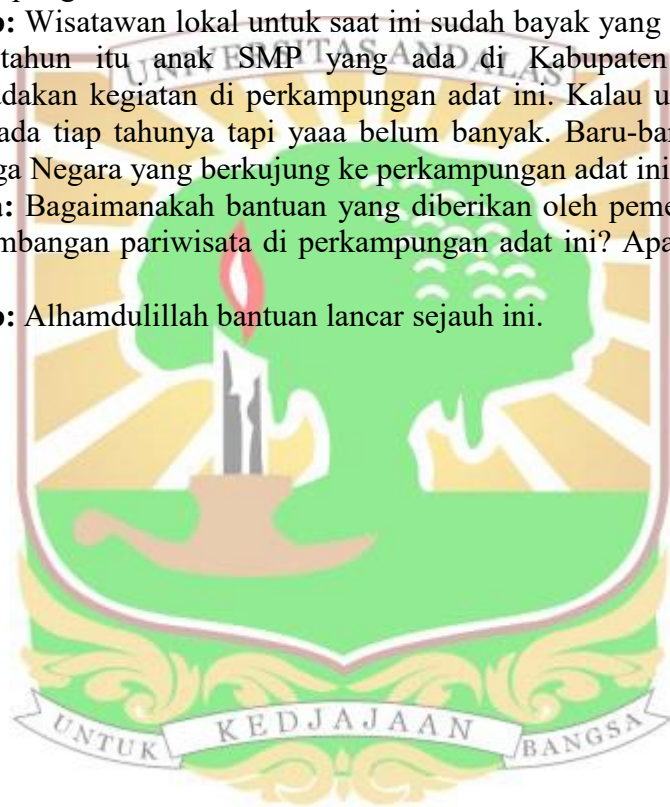 o: Wisatawan lokal untuk saat ini sudah bayak yang
tahun itu anak SMP yang ada di Kabupaten
UNIVERSITAS ANDALAS
adakan kegiatan di perkampungan adat ini. Kalau u
ada tiap tahunya tapi yaaa belum banyak. Baru-ba
ga Negara yang berkujung ke perkampungan adat ini
a: Bagaimanakah bantuan yang diberikan oleh peme
mbangan pariwisata di perkampungan adat ini? Apa
b: Alhamdulillah bantuan lancar sejauh ini.
UNTUK KEDJAJAAN BANGSA